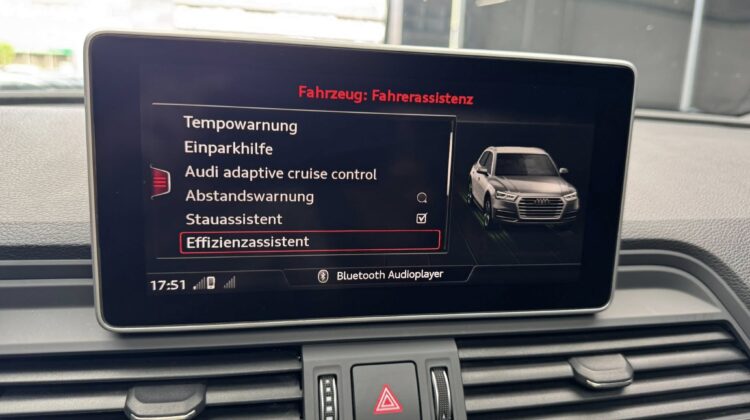 Fahrzeug: Fahrerassistenz
Tempowarnung
Einparkhilfe
Audi adaptive cruise control
Abstandswarnung
Stauassistent
Effizienzassistent
17:51
Bluetooth Audioplayer